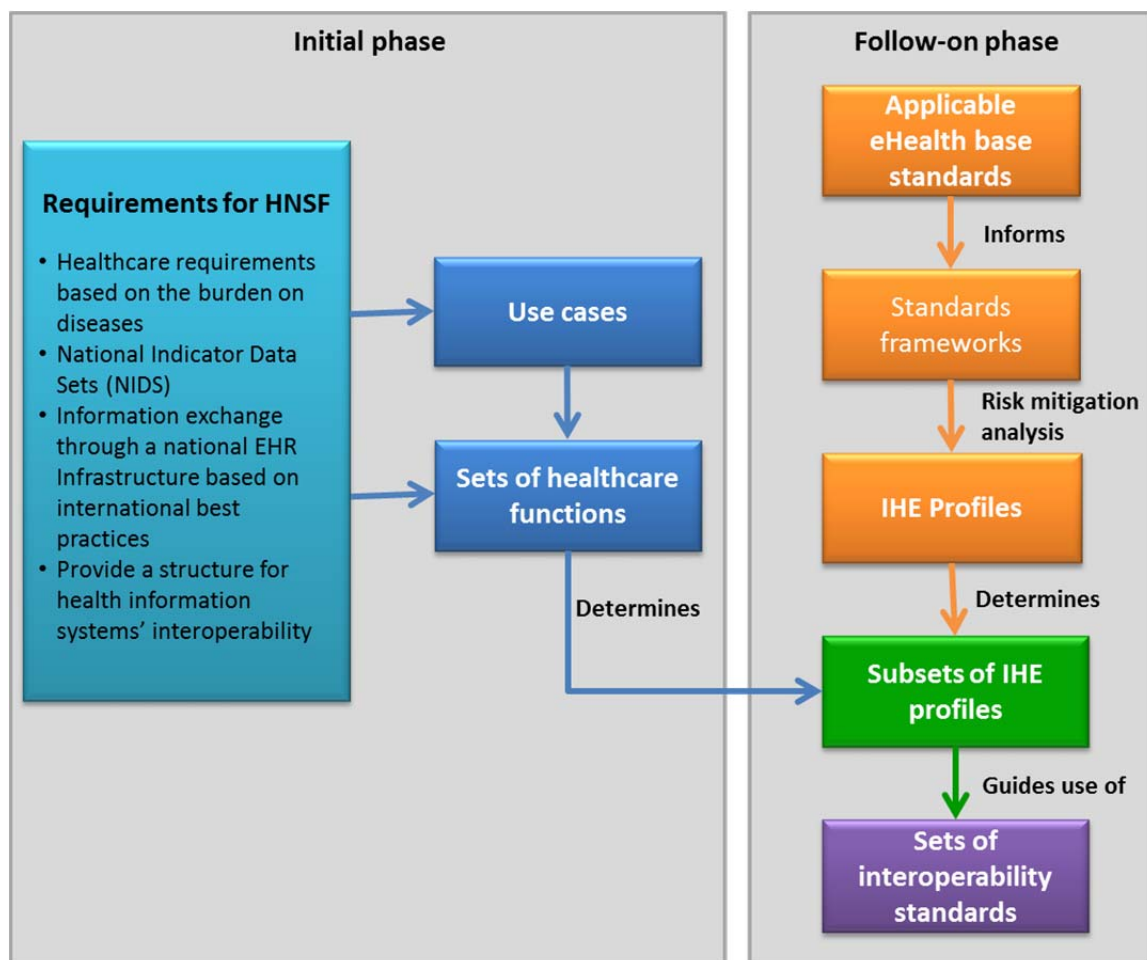 Initial phase
Requirements for HNSF
• Healthcare requirements
based on the burden on
diseases
• National Indicator Data
Sets (NIDS)
• Information exchange
through a national EHR
Infrastructure based on
international best
practices
• Provide a structure for
health information
systems’ interoperability
Use cases
Sets of healthcare
functions
Determines
Follow-on phase
Applicable
eHealth base
standards
Informs
Standards
frameworks
Risk mitigation
analysis
IHE Profiles
Determines
Subsets of IHE
profiles
Guides use of
Sets of
interoperability
standards